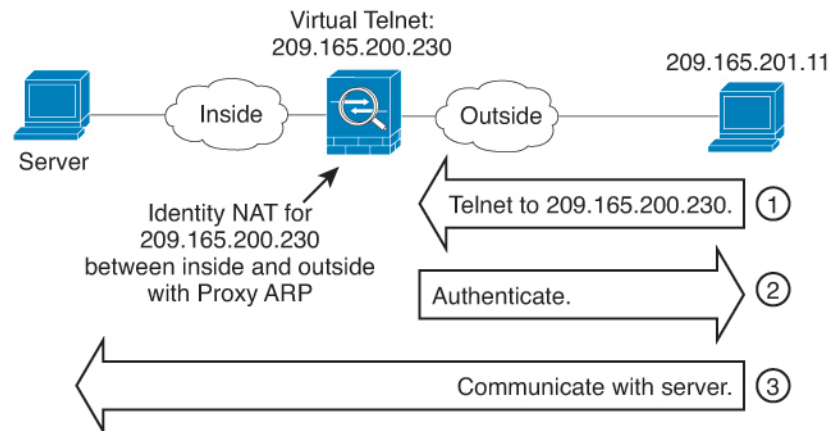 Virtual Telnet:
209.165.200.230
209.165.201.11
Inside
Outside
Server
Identity NAT for
209.165.200.230
between inside and outside
with Proxy ARP
Telnet to 209.165.200.230.
1
Authenticate.
2
Communicate with server.
3